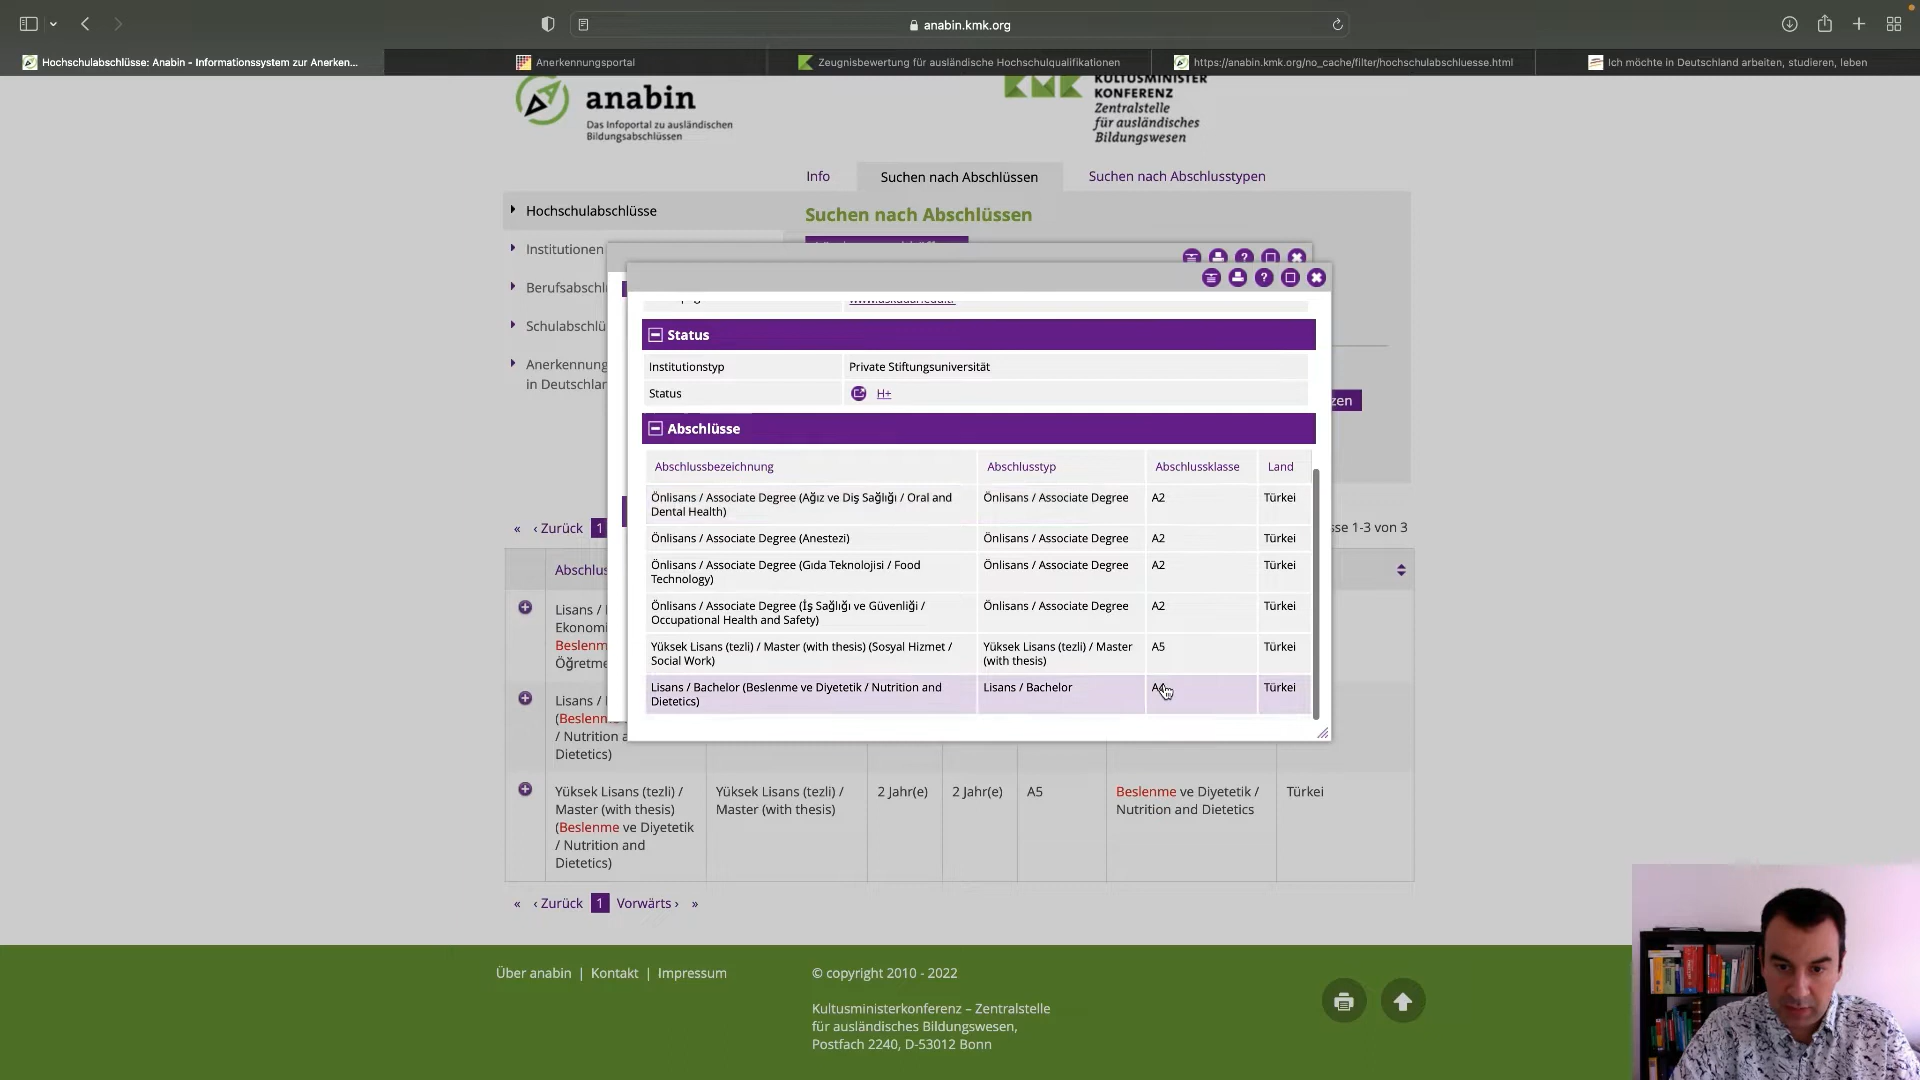 anabin.kmk.org
Hochschulabschlüsse: Anabin - Informationssystem zur Anerken...
Anerkennungsportal
Zeugnisbewertung für ausländische Hochschulqualifikationen
https://anabin.kmk.org/no_cache/filter/hochschulabschluesse.html
Ich möchte in Deutschland arbeiten, studieren, leben
anabin
Das Infoportal zu ausländischen
Bildungsabschlüssen
KMK
KULTUSMINISTER
KONFERENZ
Zentralstelle
für ausländisches
Bildungswesen
Info
Suchen nach Abschlüssen
Suchen nach Abschlusstypen
Hochschulabschlüsse
Institutionen
Berufsabschl
Schulabschlü
Anerkennung
in Deutschlan
Suchen nach Abschlüssen
zen
Status
Institutionstyp
Private Stiftungsuniversität
Status
H+
Abschlüsse
Abschlussbezeichnung
Abschlusstyp
Abschlussklasse
Land
Önlisans / Associate Degree (Ağız ve Diş Sağlığı / Oral and
Dental Health)
Önlisans / Associate Degree
A2
Türkei
Önlisans / Associate Degree (Anestezi)
Önlisans / Associate Degree
A2
Türkei
Önlisans / Associate Degree (Gıda Teknolojisi / Food
Technology)
Önlisans / Associate Degree
A2
Türkei
Önlisans / Associate Degree (İş Sağlığı ve Güvenliği /
Occupational Health and Safety)
Önlisans / Associate Degree
A2
Türkei
Yüksek Lisans (tezli) / Master (with thesis) (Sosyal Hizmet /
Social Work)
Yüksek Lisans (tezli) / Master
(with thesis)
A5
Türkei
Lisans / Bachelor (Beslenme ve Diyetetik / Nutrition and
Dietetics)
Lisans / Bachelor
Türkei
« ‹ Zurück 1
sse 1-3 von 3
Abschlus
Lisans /
Ekonomi
Beslenm
Öğretme
Lisans /
(Beslenm
/ Nutrition a
Dietetics)
Yüksek Lisans (tezli) /
Master (with thesis)
(Beslenme ve Diyetetik
/ Nutrition and
Dietetics)
Yüksek Lisans (tezli) /
Master (with thesis)
2 Jahr(e)
2 Jahr(e)
A5
Beslenme ve Diyetetik /
Nutrition and Dietetics
Türkei
« ‹ Zurück 1 Vorwärts › »
Über anabin | Kontakt | Impressum
© copyright 2010 - 2022
Kultusministerkonferenz – Zentralstelle
für ausländisches Bildungswesen,
Postfach 2240, D-53012 Bonn